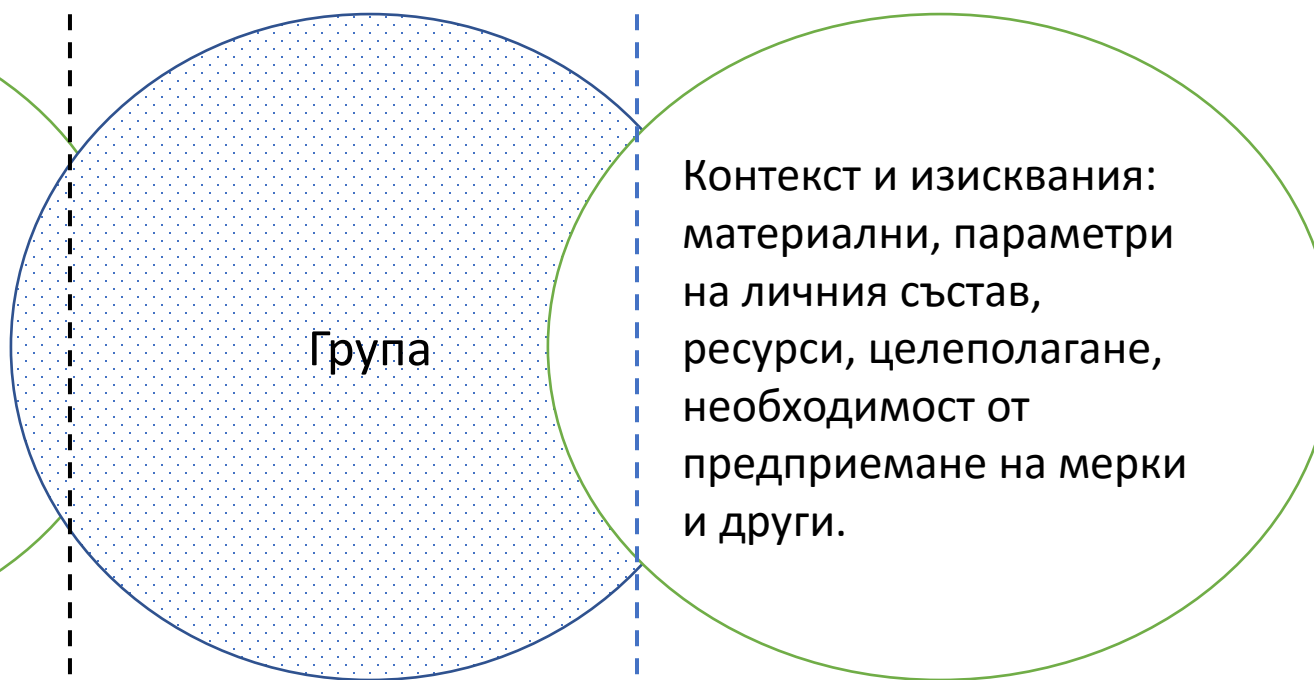 Група
Контекст и изисквания:
материални, параметри
на личния състав,
ресурси, целеполагане,
необходимост от
предприемане на мерки
и други.